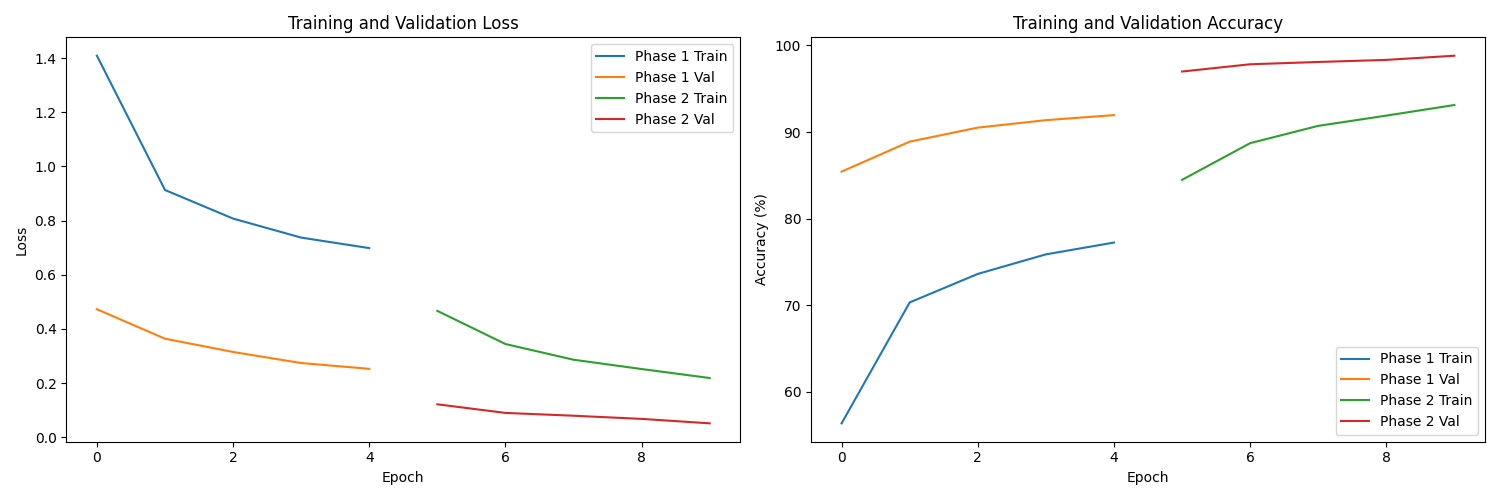 Training and Validation Loss
1.4
1.2
1.0
0.8
0.6
0.4
0.2
0.0
Loss
0 2 4 6 8
Epoch
Phase 1 Train
Phase 1 Val
Phase 2 Train
Phase 2 Val
Training and Validation Accuracy
100
90
80
70
60
Accuracy (%)
0 2 4 6 8
Epoch
Phase 1 Train
Phase 1 Val
Phase 2 Train
Phase 2 Val